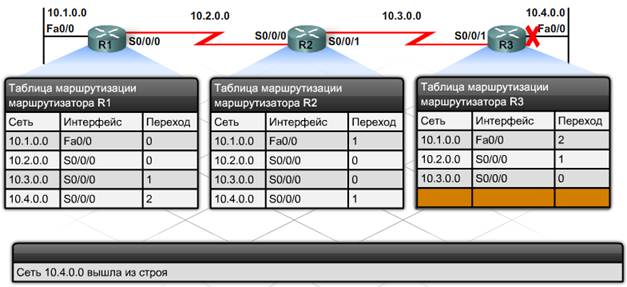 10.1.0.0
10.2.0.0
10.3.0.0
10.4.0.0
Fa0/0
R1
S0/0/0
S0/0/0
R2
S0/0/1
S0/0/1
R3
Fa0/0
Таблица маршрутизации
маршрутизатора R1
Сеть Интерфейс Переход
10.1.0.0 Fa0/0 0
10.2.0.0 S0/0/0 0
10.3.0.0 S0/0/0 1
10.4.0.0 S0/0/0 2
Таблица маршрутизации
маршрутизатора R2
Сеть Интерфейс Переход
10.1.0.0 Fa0/0 1
10.2.0.0 S0/0/0 0
10.3.0.0 S0/0/0 0
10.4.0.0 S0/0/0 1
Таблица маршрутизации
маршрутизатора R3
Сеть Интерфейс Переход
10.1.0.0 Fa0/0 2
10.2.0.0 S0/0/0 1
10.3.0.0 S0/0/0 0
Сеть 10.4.0.0 вышла из строя